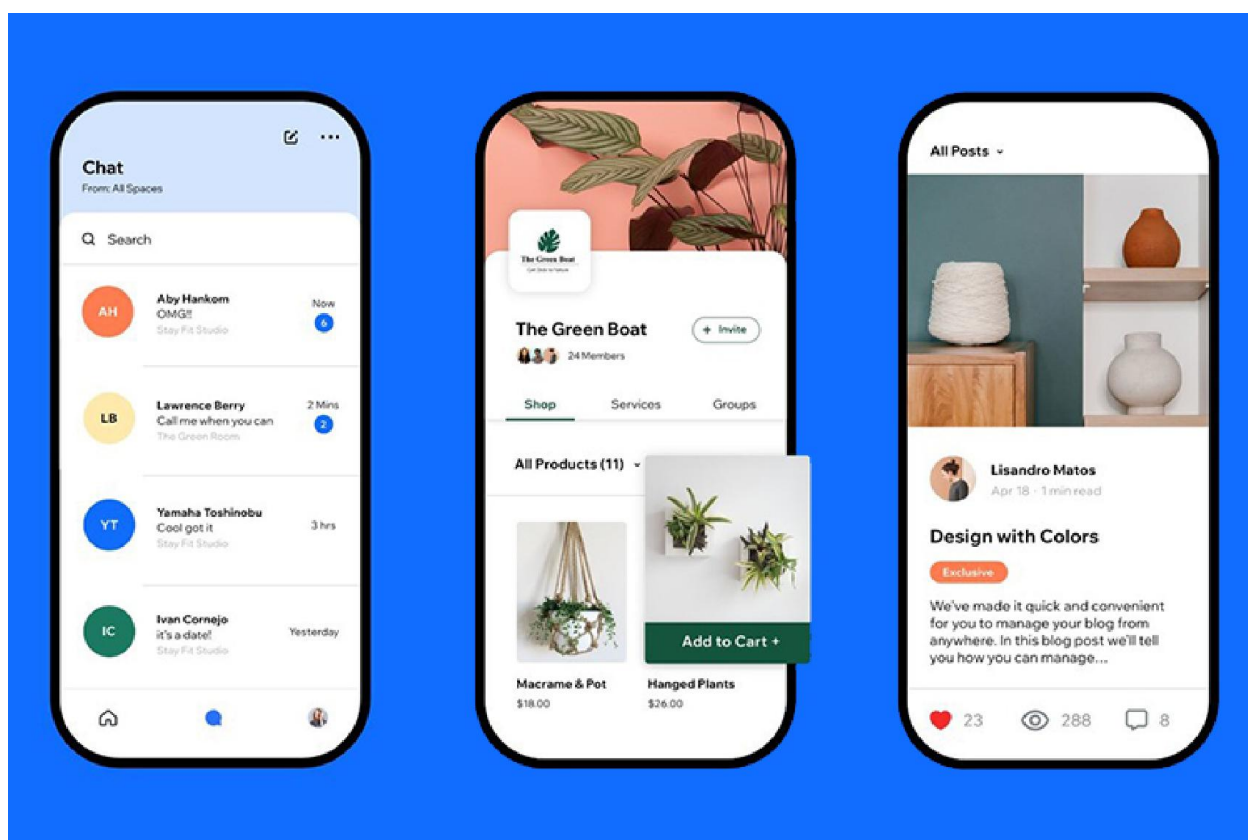 Chat
From: All Spaces
Search
AH
Aby Hankom
OMG!!
Stay Fit Studio
Now
6
LB
Lawrence Berry
Call me when you can
The Green Room
2 Mins
2
YT
Yamaha Toshinobu
Cool got it
Stay Fit Studio
3 hrs
IC
Ivan Cornejo
it's a date!
Stay Fit Studio
Yesterday
The Green Boat
The Green Boat
+ Invite
24 Members
Shop Services Groups
All Products (11)
Add to Cart +
Macrame & Pot
$18.00
Hanged Plants
$26.00
All Posts
Lisandro Matos
Apr 18 · 1 min read
Design with Colors
Exclusive
We've made it quick and convenient
for you to manage your blog from
anywhere. In this blog post we'll tell
you how you can manage...
23 288 8